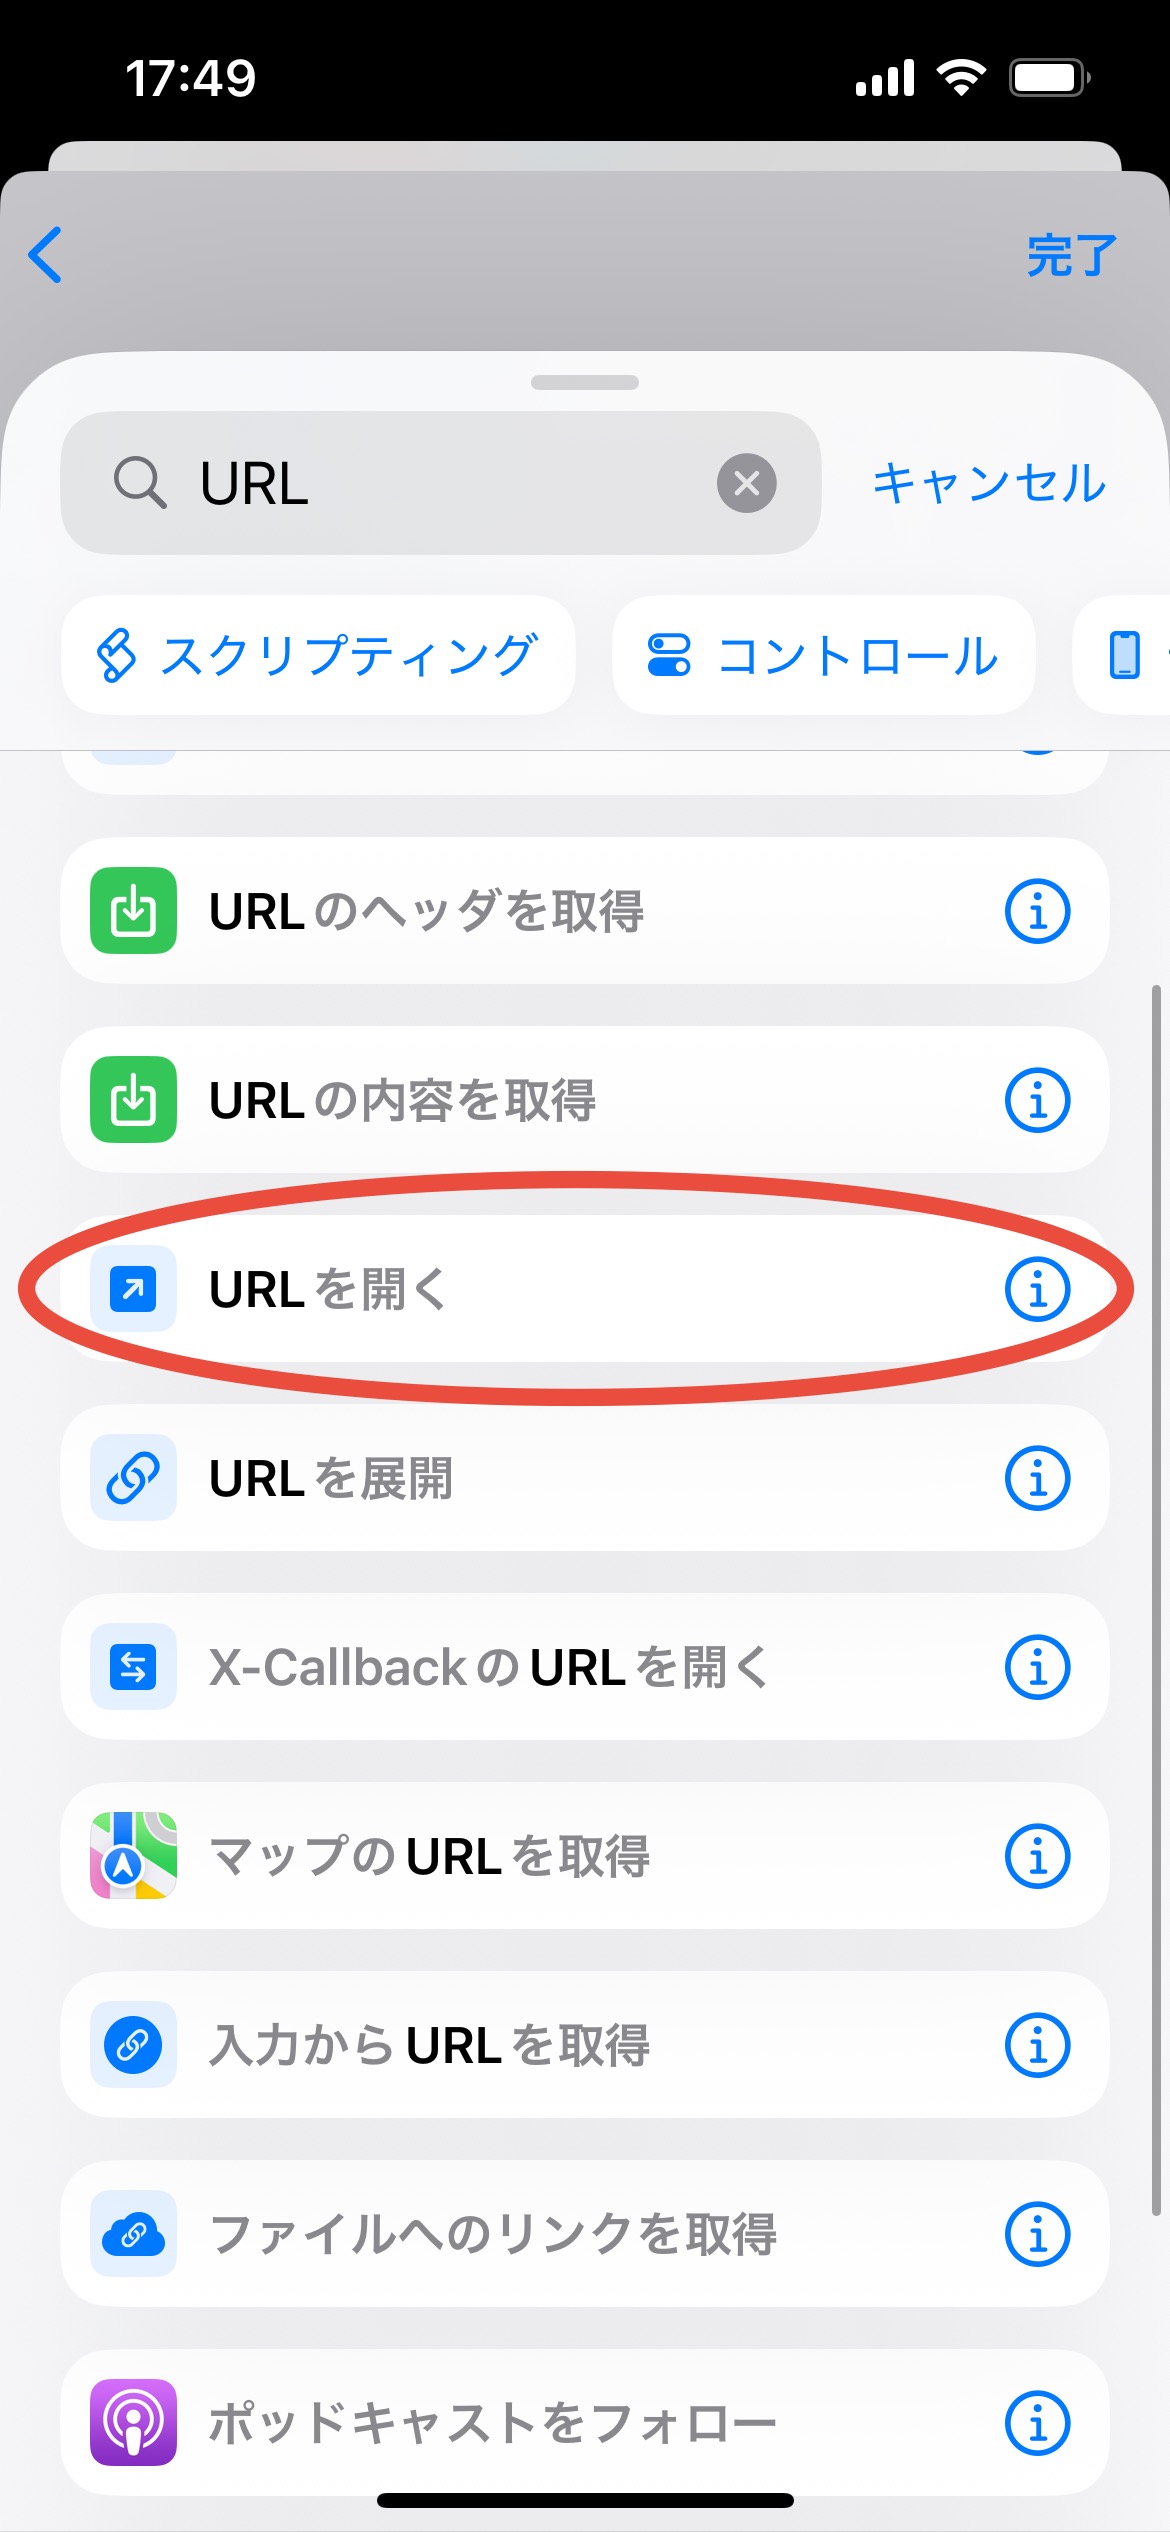 17:49
完了
URL
キャンセル
スクリプティング
コントロール
URLのヘッダを取得
URLの内容を取得
URLを開く
URLを展開
X-CallbackのURLを開く
マップのURLを取得
入力からURLを取得
ファイルへのリンクを取得
ポッドキャストをフォロー